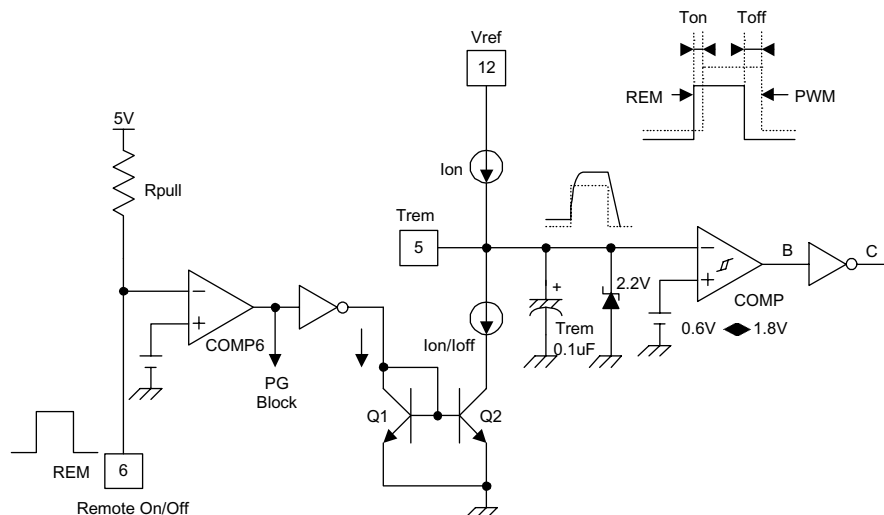 Ton Toff
Vref
12
REM PWM
5V
Rpull
Ion
Trem
5
B C
+
−
−
+
COMP6
−
+
COMP
2.2V
Ion/Ioff
+
Trem
0.1uF
0.6V 1.8V
PG
Block
Q1 Q2
REM
6
Remote On/Off